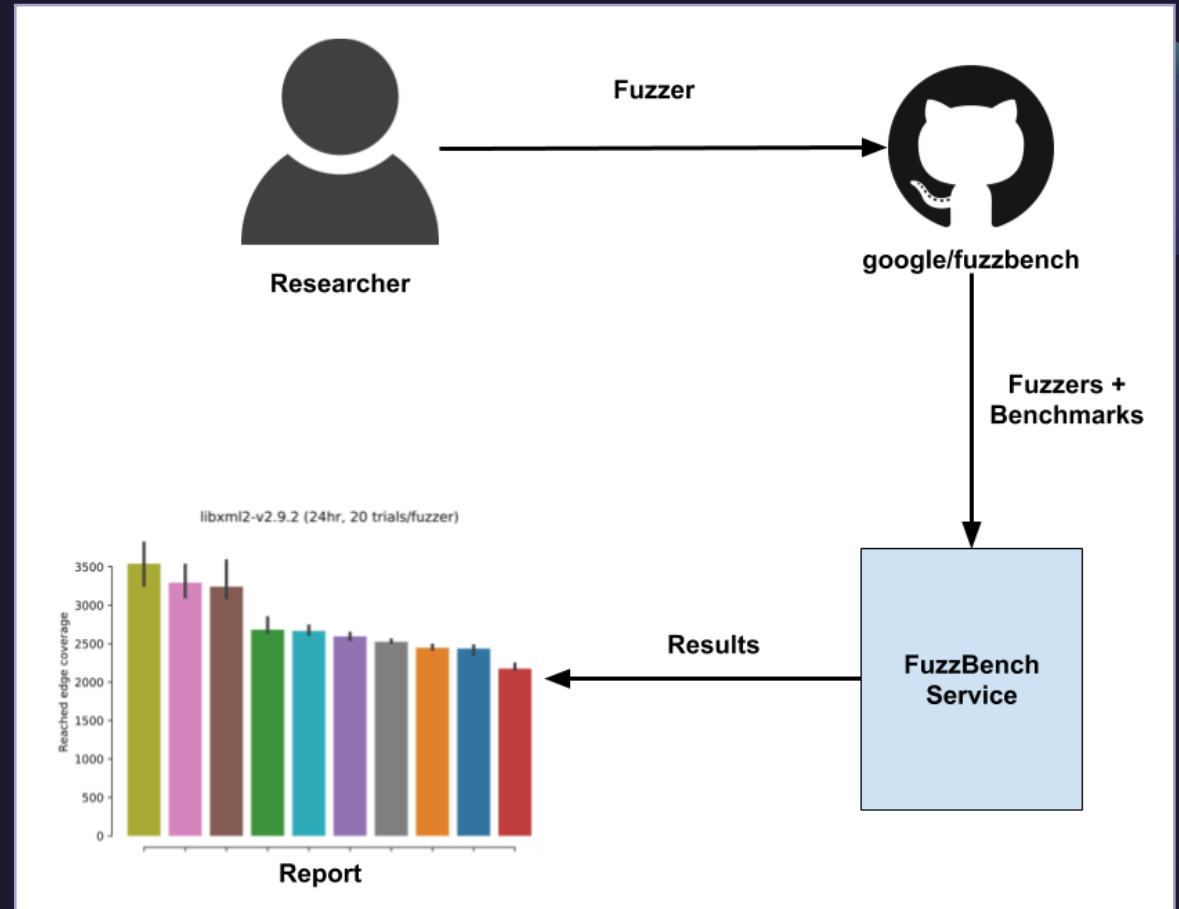 Fuzzer
Researcher
google/fuzzbench
Fuzzers +
Benchmarks
libxml2-v2.9.2 (24hr, 20 trials/fuzzer)
Reached edge coverage
3500
3000
2500
2000
1500
1000
500
0
Report
Results
FuzzBench
Service